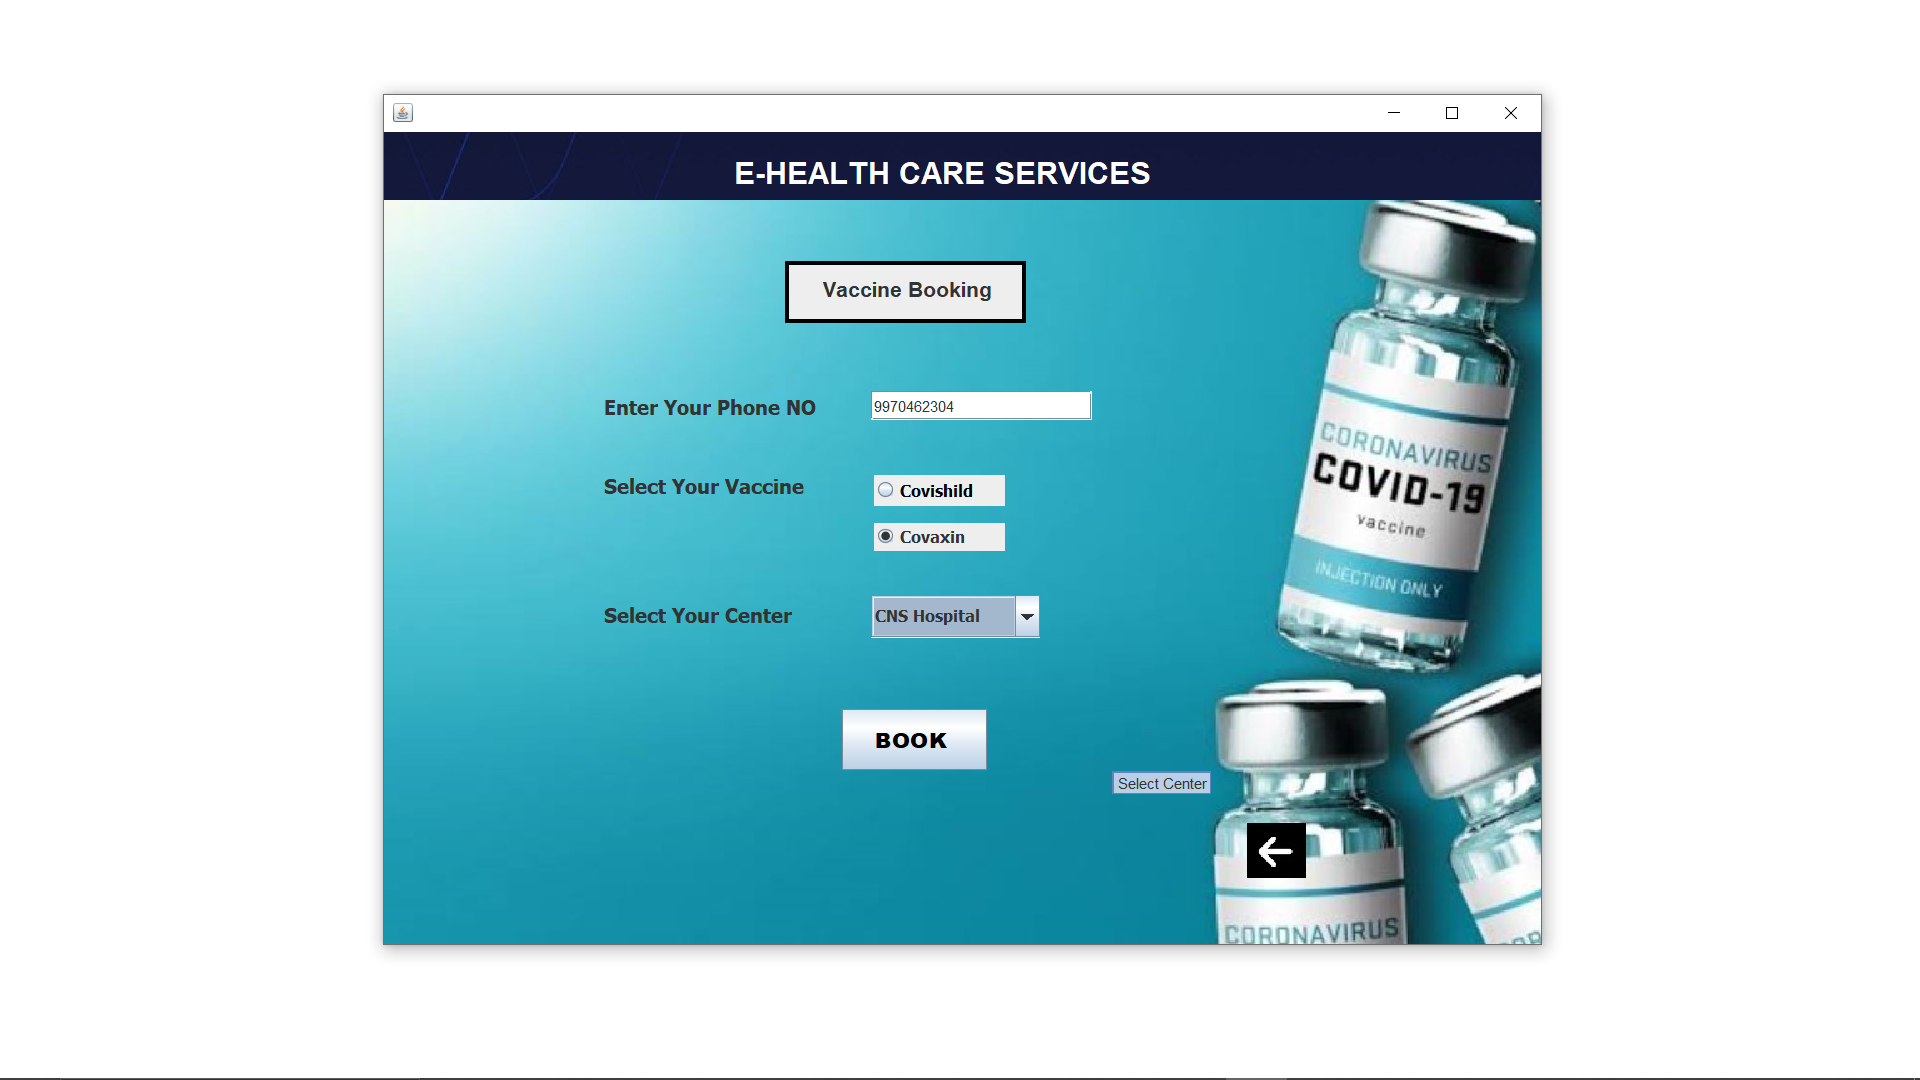 E-HEALTH CARE SERVICES
Vaccine Booking
Enter Your Phone NO
9970462304
Select Your Vaccine
Covishild
Covaxin
Select Your Center
CNS Hospital
BOOK
Select Center
CORONAVIRUS
COVID-19
vaccine
INJECTION ONLY
CORONAVIRUS